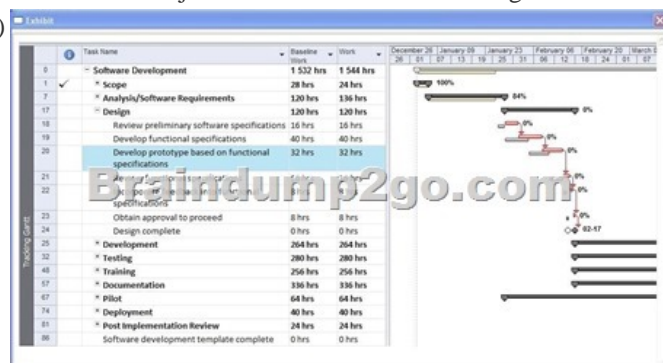 Exhibit
Task Name Baseline Work Work December 26 January 09 January 23 February 06 February 20 March
26 01 07 13 19 25 31 06 12 18 24 01 07
0 Software Development 1 532 hrs 1 544 hrs
1 Scope 28 hrs 24 hrs 100%
7 Analysis/Software Requirements 120 hrs 136 hrs 84%
17 Design 120 hrs 120 hrs 0%
18 Review preliminary software specifications 16 hrs 16 hrs 0%
19 Develop functional specifications 40 hrs 40 hrs 0%
20 Develop prototype based on functional specifications 32 hrs 32 hrs 0%
21
Braindump2go.com
22 specifications 0%
23 Obtain approval to proceed 8 hrs 8 hrs 0%
24 Design complete 0 hrs 0 hrs 02-17
25 Development 264 hrs 264 hrs
32 Testing 280 hrs 280 hrs
48 Training 256 hrs 256 hrs
57 Documentation 336 hrs 336 hrs
67 Pilot 64 hrs 64 hrs
74 Deployment 40 hrs 40 hrs
81 Post Implementation Review 24 hrs 24 hrs
86 Software development template complete 0 hrs 0 hrs
Tracking Gantt